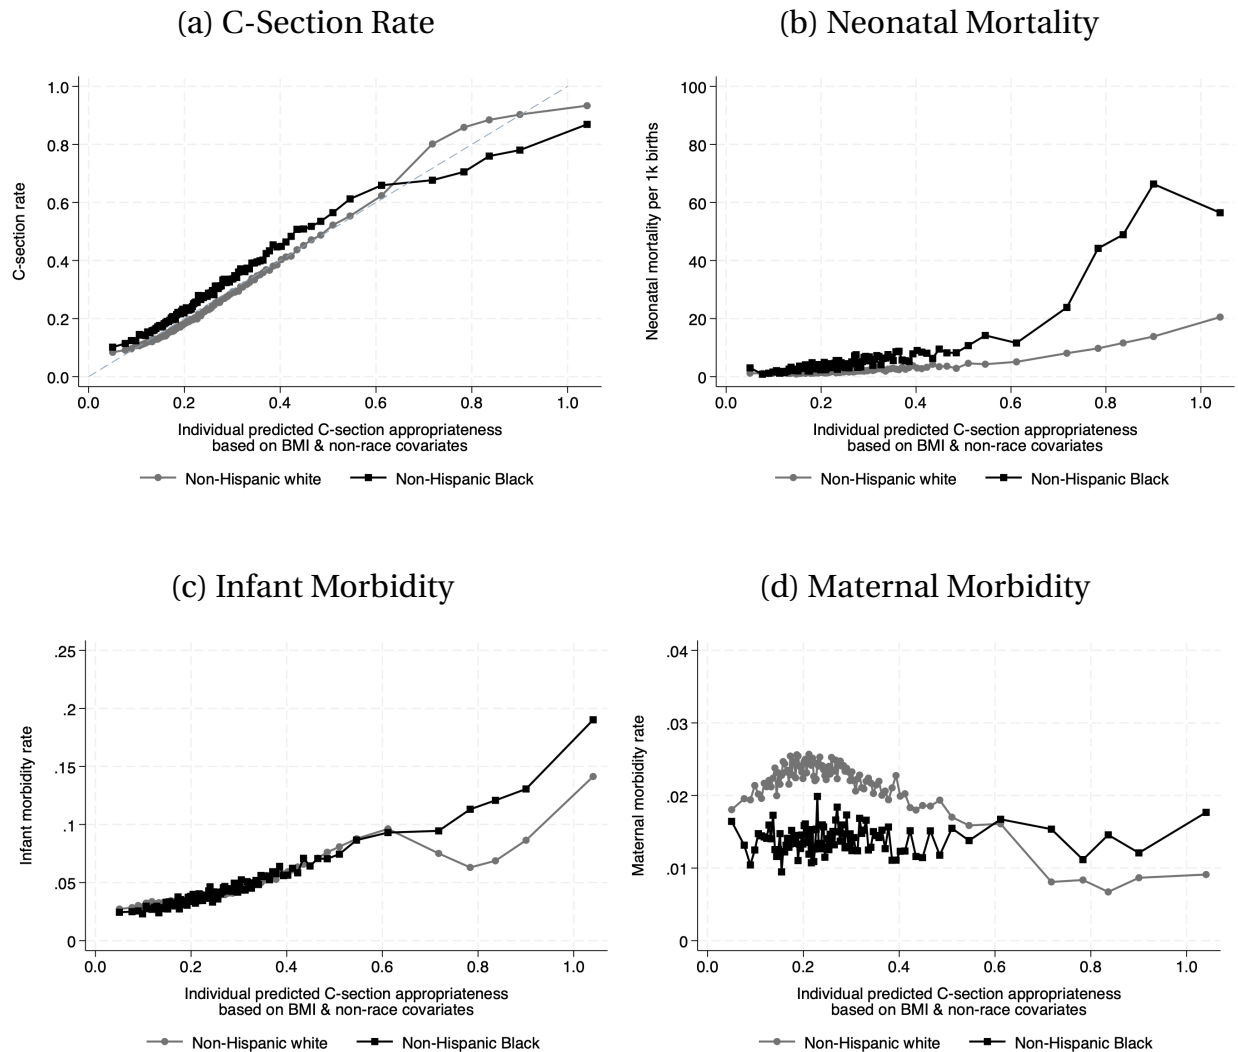 (a) C-Section Rate
C-section rate
1.0
0.8
0.6
0.4
0.2
0.0
0.0 0.2 0.4 0.6 0.8 1.0
Individual predicted C-section appropriateness
based on BMI & non-race covariates
Non-Hispanic white Non-Hispanic Black
(b) Neonatal Mortality
Neonatal mortality per 1k births
100
80
60
40
20
0
0.0 0.2 0.4 0.6 0.8 1.0
Individual predicted C-section appropriateness
based on BMI & non-race covariates
Non-Hispanic white Non-Hispanic Black
(c) Infant Morbidity
Infant morbidity rate
.25
.2
.15
.1
.05
0
0.0 0.2 0.4 0.6 0.8 1.0
Individual predicted C-section appropriateness
based on BMI & non-race covariates
Non-Hispanic white Non-Hispanic Black
(d) Maternal Morbidity
Maternal morbidity rate
.04
.03
.02
.01
0
0.0 0.2 0.4 0.6 0.8 1.0
Individual predicted C-section appropriateness
based on BMI & non-race covariates
Non-Hispanic white Non-Hispanic Black